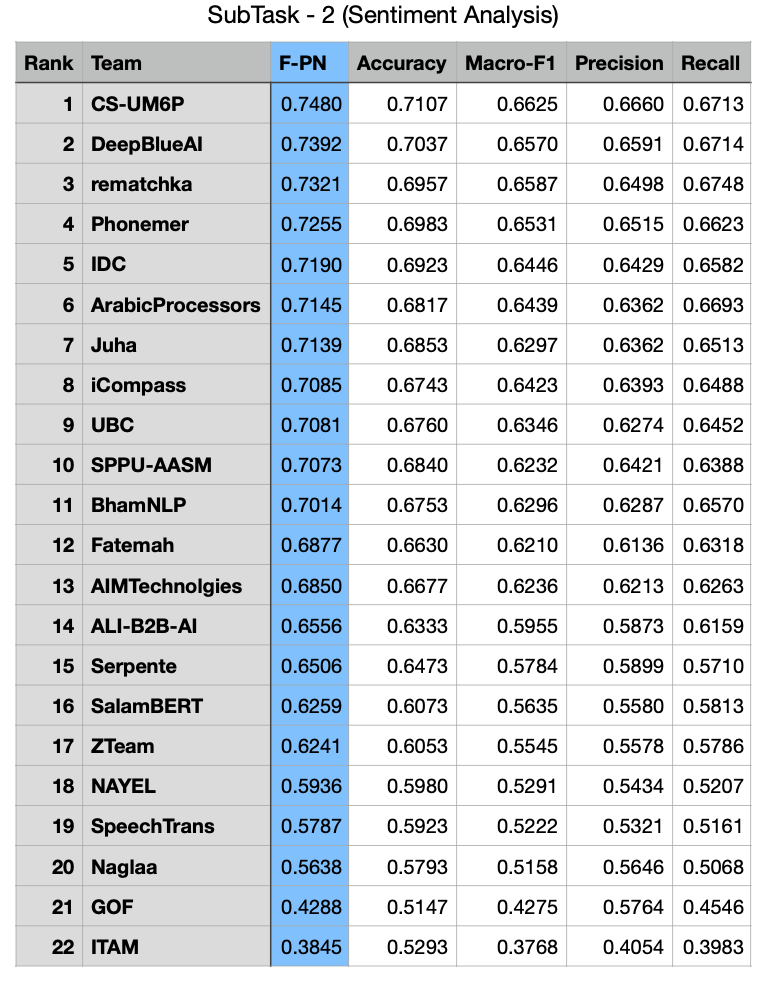 SubTask - 2 (Sentiment Analysis)
Rank Team F-PN Accuracy Macro-F1 Precision Recall
1 CS-UM6P 0.7480 0.7107 0.6625 0.6660 0.6713
2 DeepBlueAI 0.7392 0.7037 0.6570 0.6591 0.6714
3 rematchka 0.7321 0.6957 0.6587 0.6498 0.6748
4 Phonemer 0.7255 0.6983 0.6531 0.6515 0.6623
5 IDC 0.7190 0.6923 0.6446 0.6429 0.6582
6 ArabicProcessors 0.7145 0.6817 0.6439 0.6362 0.6693
7 Juha 0.7139 0.6853 0.6297 0.6362 0.6513
8 iCompass 0.7085 0.6743 0.6423 0.6393 0.6488
9 UBC 0.7081 0.6760 0.6346 0.6274 0.6452
10 SPPU-AASM 0.7073 0.6840 0.6232 0.6421 0.6388
11 BhamNLP 0.7014 0.6753 0.6296 0.6287 0.6570
12 Fatemah 0.6877 0.6630 0.6210 0.6136 0.6318
13 AIMTechnolgies 0.6850 0.6677 0.6236 0.6213 0.6263
14 ALI-B2B-AI 0.6556 0.6333 0.5955 0.5873 0.6159
15 Serpente 0.6506 0.6473 0.5784 0.5899 0.5710
16 SalamBERT 0.6259 0.6073 0.5635 0.5580 0.5813
17 ZTeam 0.6241 0.6053 0.5545 0.5578 0.5786
18 NAYEL 0.5936 0.5980 0.5291 0.5434 0.5207
19 SpeechTrans 0.5787 0.5923 0.5222 0.5321 0.5161
20 Naglaa 0.5638 0.5793 0.5158 0.5646 0.5068
21 GOF 0.4288 0.5147 0.4275 0.5764 0.4546
22 ITAM 0.3845 0.5293 0.3768 0.4054 0.3983